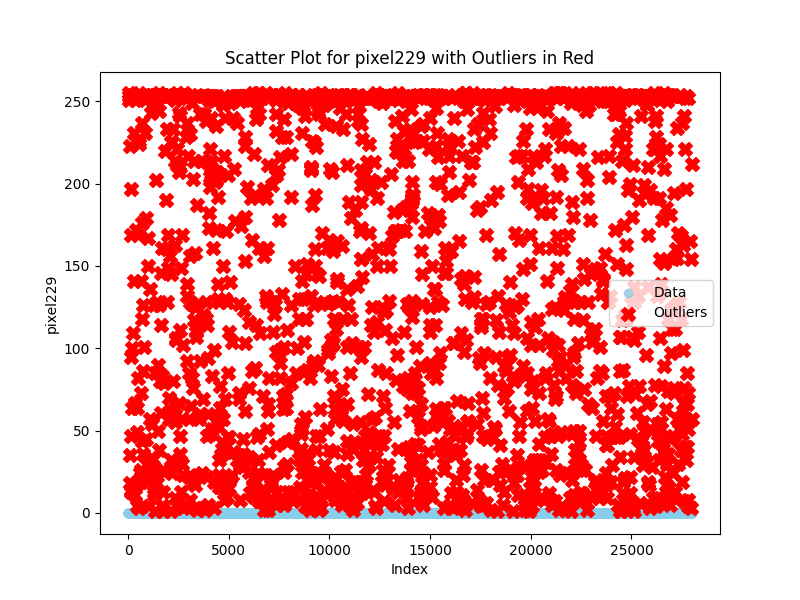 Scatter Plot for pixel229 with Outliers in Red
250
200
150
100
50
0
pixel229
Data
Outliers
0 5000 10000 15000 20000 25000
Index